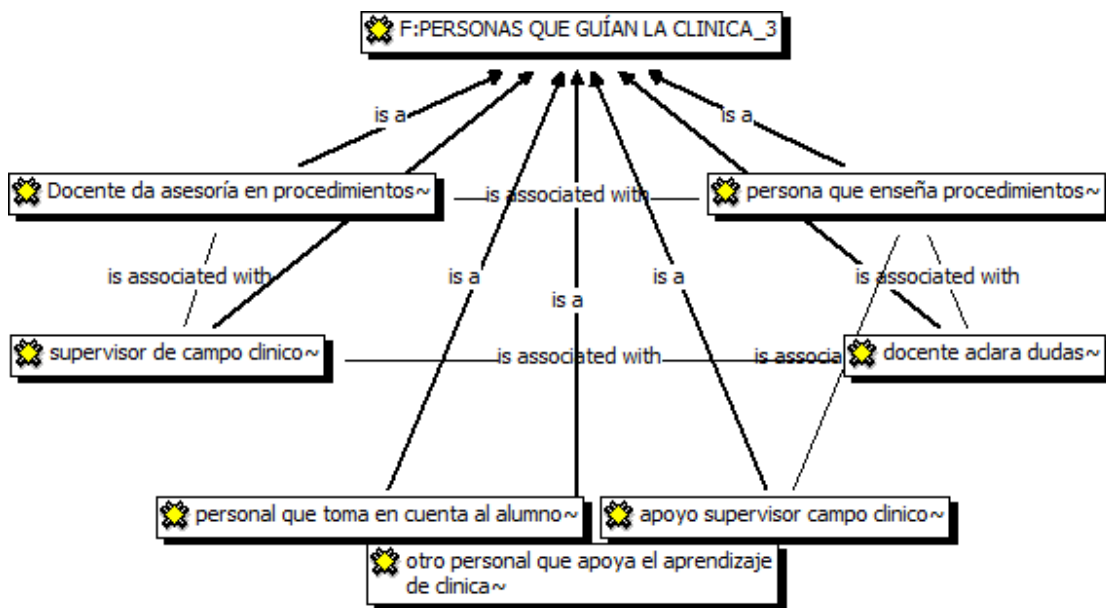 F:PERSONAS QUE GUÍAN LA CLINICA_3
is a
is a
Docente da asesoría en procedimientos~
is associated with
persona que enseña procedimientos~
is associated with
is a
is a
is a
is associated with
supervisor de campo clinico~
is associated with
is associa
docente aclara dudas~
personal que toma en cuenta al alumno~
apoyo supervisor campo clinico~
otro personal que apoya el aprendizaje
de clinica~